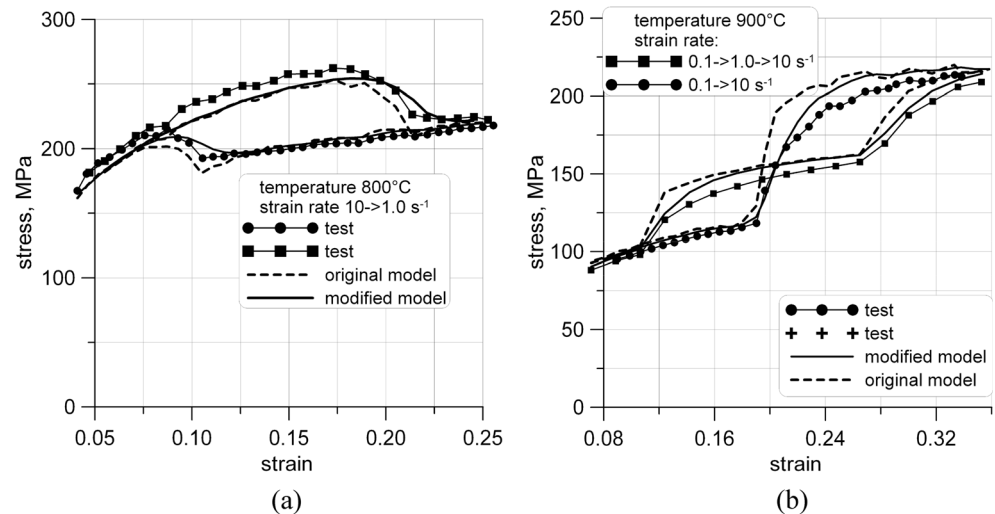 300
200
100
0
stress, MPa
temperature 800°C
strain rate 10->1.0 s-1
test
test
original model
modified model
0.05
0.10
0.15
0.20
0.25
strain
(a)
250
200
150
100
50
0
stress, MPa
temperature 900°C
strain rate:
0.1->1.0->10 s-1
0.1->10 s-1
test
test
modified model
original model
0.08
0.16
0.24
0.32
strain
(b)